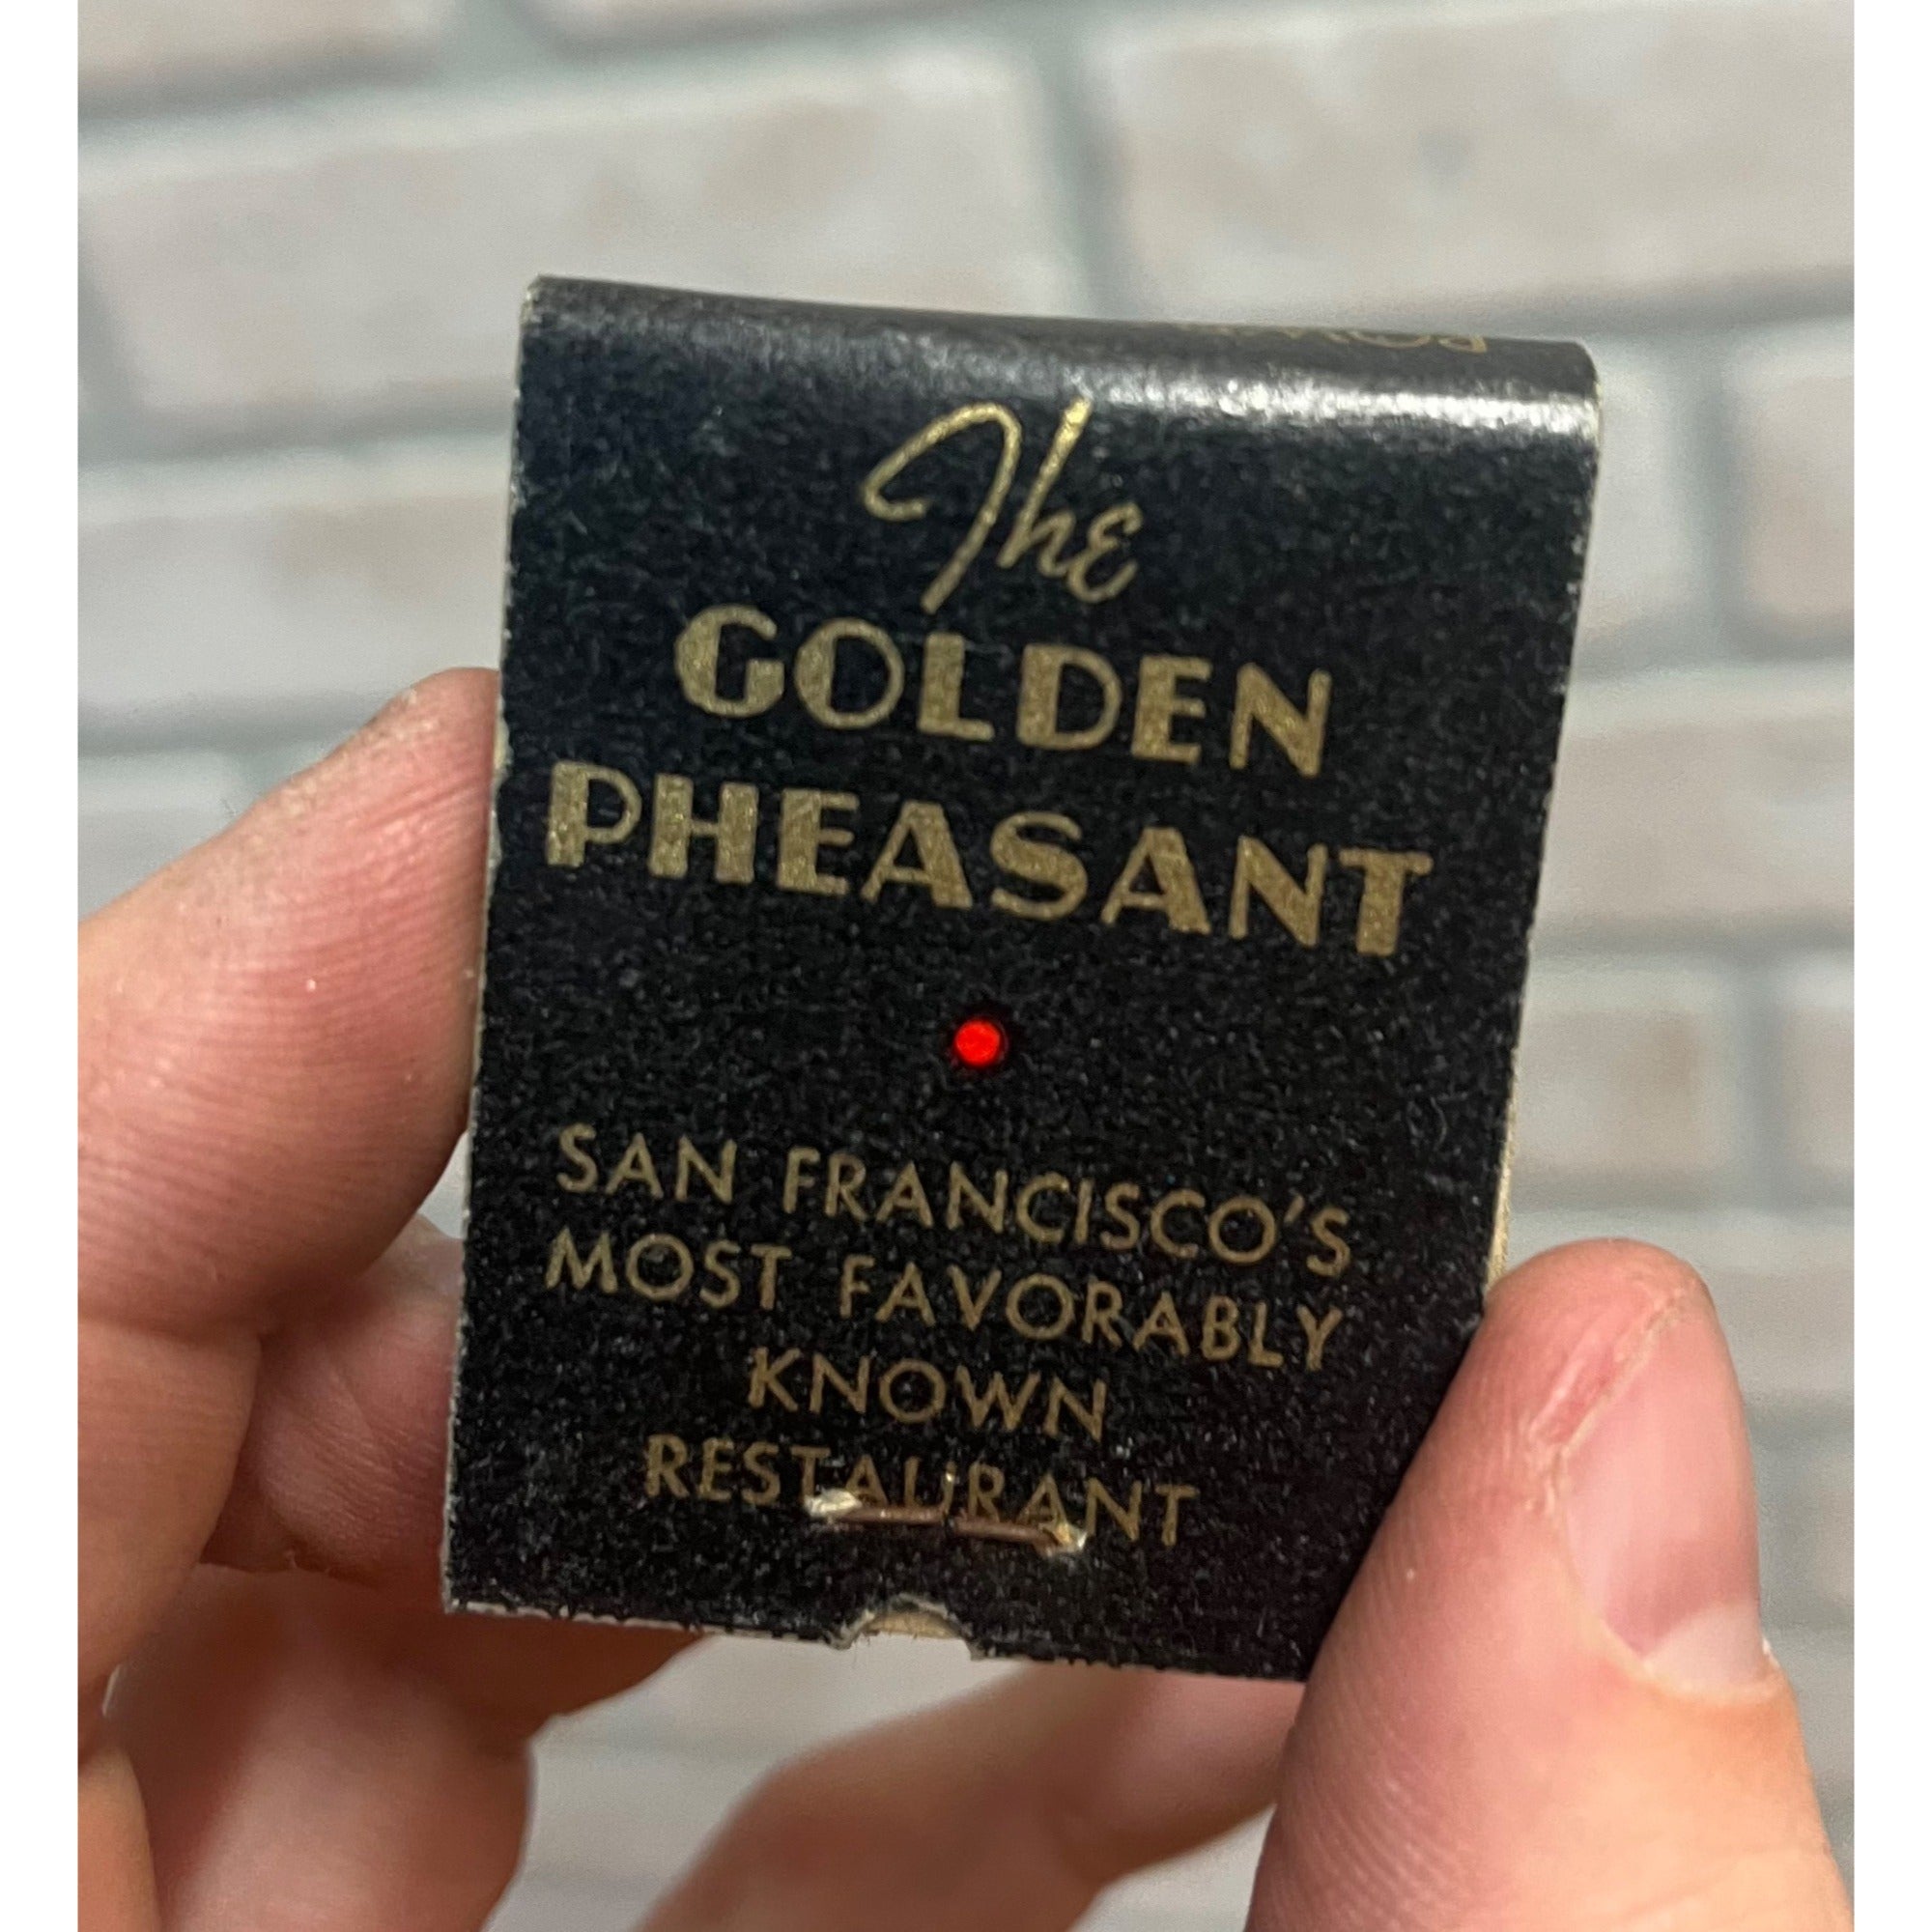 The
GOLDEN
PHEASANT
SAN FRANCISCO'S
MOST FAVORABLY
KNOWN
RESTAURANT